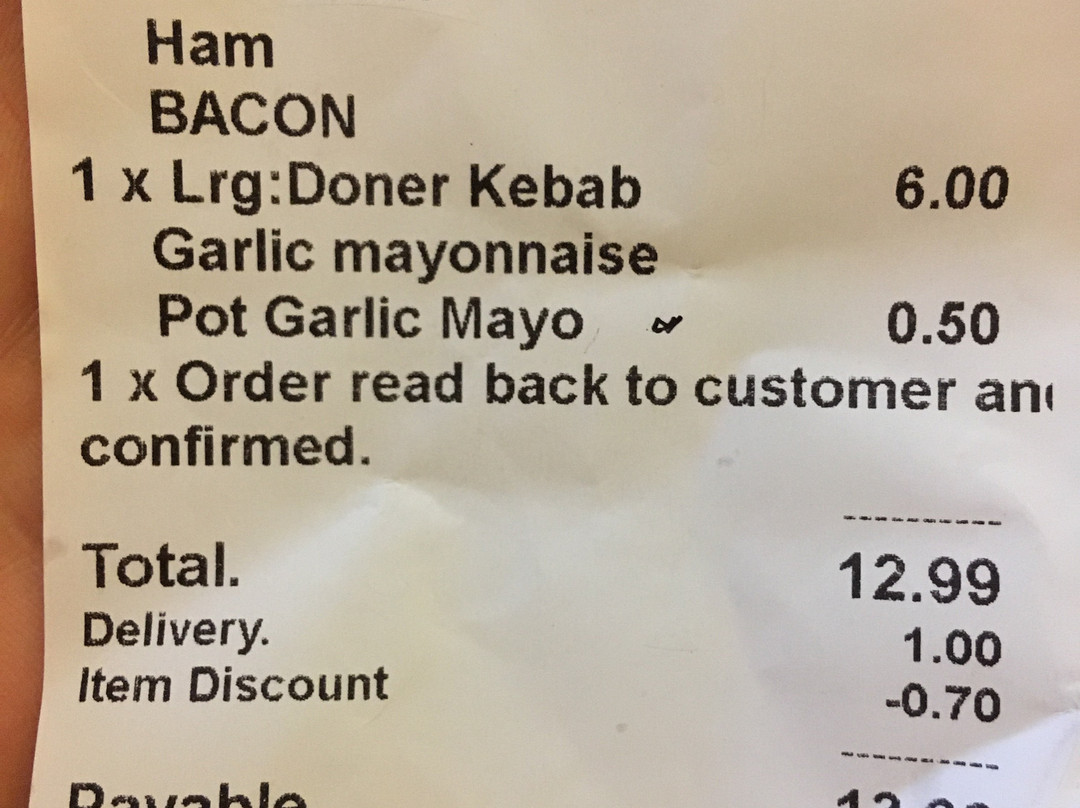 Ham
BACON
1 x Lrg:Doner Kebab 6.00
Garlic mayonnaise
Pot Garlic Mayo 0.50
1 x Order read back to customer
confirmed.
----------
Total. 12.99
Delivery. 1.00
Item Discount -0.70
----------
Payable